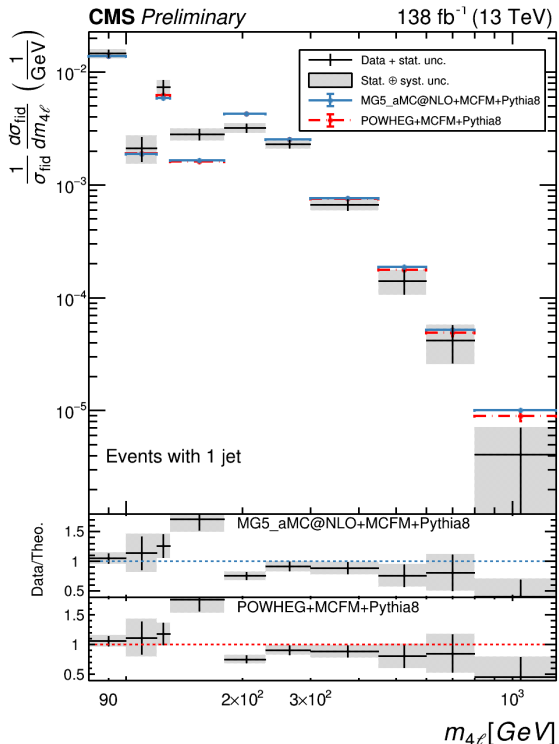 CMS Preliminary 138 fb⁻¹ (13 TeV)
1/σfid dσfid/dm4ℓ (1/GeV)
Data + stat. unc.
Stat. ⊕ syst. unc.
MG5_aMC@NLO+MCFM+Pythia8
POWHEG+MCFM+Pythia8
10⁻²
10⁻³
10⁻⁴
10⁻⁵
Events with 1 jet
Data/Theo.
MG5_aMC@NLO+MCFM+Pythia8
1.5
1
0.5
POWHEG+MCFM+Pythia8
1.5
1
0.5
90 2×10² 3×10² 10³
m4ℓ[GeV]